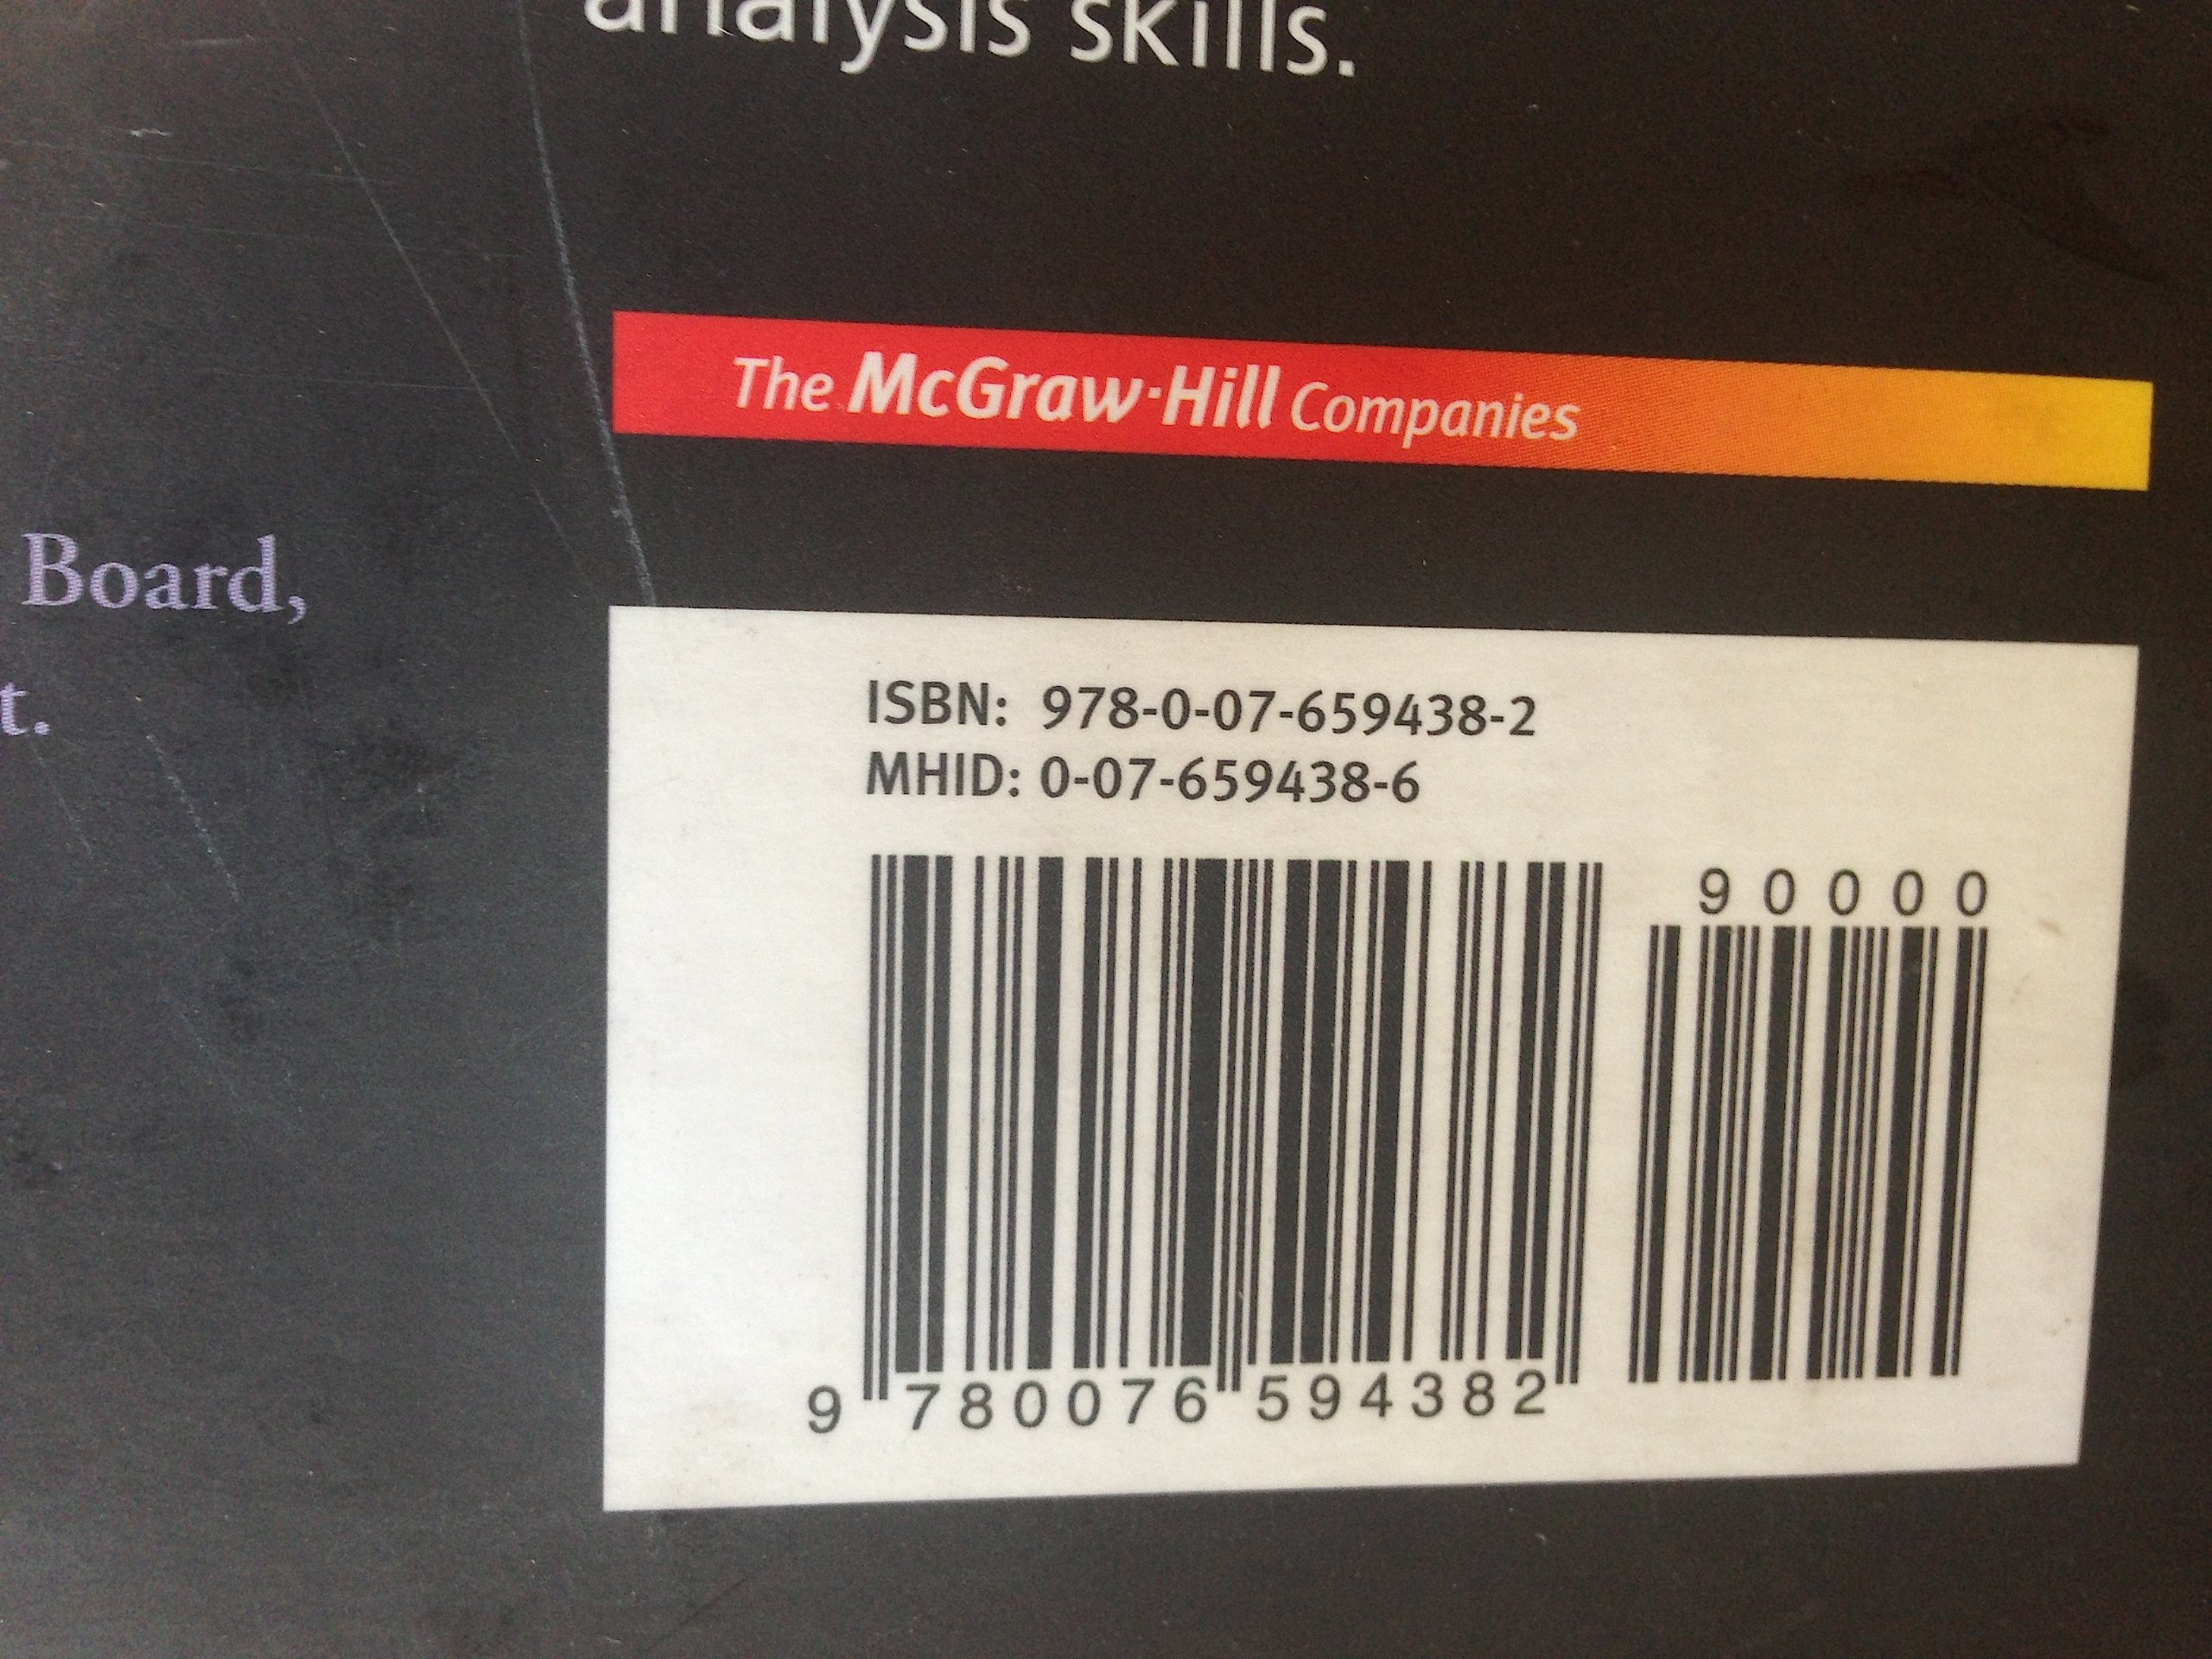 analysis skills.
The McGraw·Hill Companies
Board,
t.
ISBN: 978-0-07-659438-2
MHID: 0-07-659438-6
90000
9 780076 594382